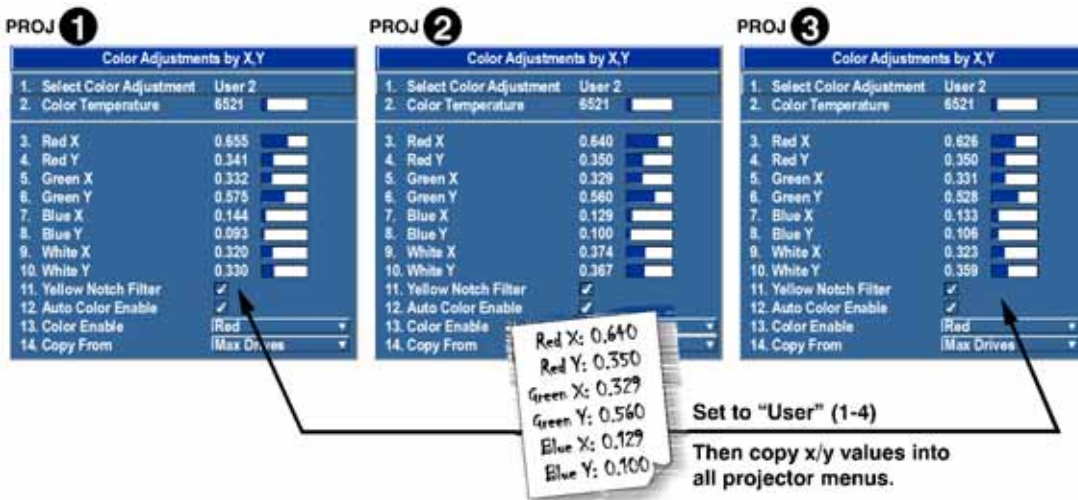 PROJ 1
Color Adjustments by X,Y
1. Select Color Adjustment User 2
2. Color Temperature 6521
3. Red X 0.655
4. Red Y 0.341
5. Green X 0.332
6. Green Y 0.575
7. Blue X 0.144
8. Blue Y 0.093
9. White X 0.320
10. White Y 0.330
11. Yellow Notch Filter
12. Auto Color Enable
13. Color Enable Red
14. Copy From Max Drives
PROJ 2
Color Adjustments by X,Y
1. Select Color Adjustment User 2
2. Color Temperature 6521
3. Red X 0.640
4. Red Y 0.350
5. Green X 0.329
6. Green Y 0.560
7. Blue X 0.129
8. Blue Y 0.100
9. White X 0.374
10. White Y 0.367
11. Yellow Notch Filter
12. Auto Color Enable
13. Color Enable
14. Copy From
PROJ 3
Color Adjustments by X,Y
1. Select Color Adjustment User 2
2. Color Temperature 6521
3. Red X 0.626
4. Red Y 0.350
5. Green X 0.331
6. Green Y 0.528
7. Blue X 0.133
8. Blue Y 0.106
9. White X 0.323
10. White Y 0.359
11. Yellow Notch Filter
12. Auto Color Enable
13. Color Enable Red
14. Copy From Max Drives
Red X: 0.640
Red Y: 0.350
Green X: 0.329
Green Y: 0.560
Blue X: 0.129
Blue Y: 0.100
Set to “User” (1-4)
Then copy x/y values into
all projector menus.